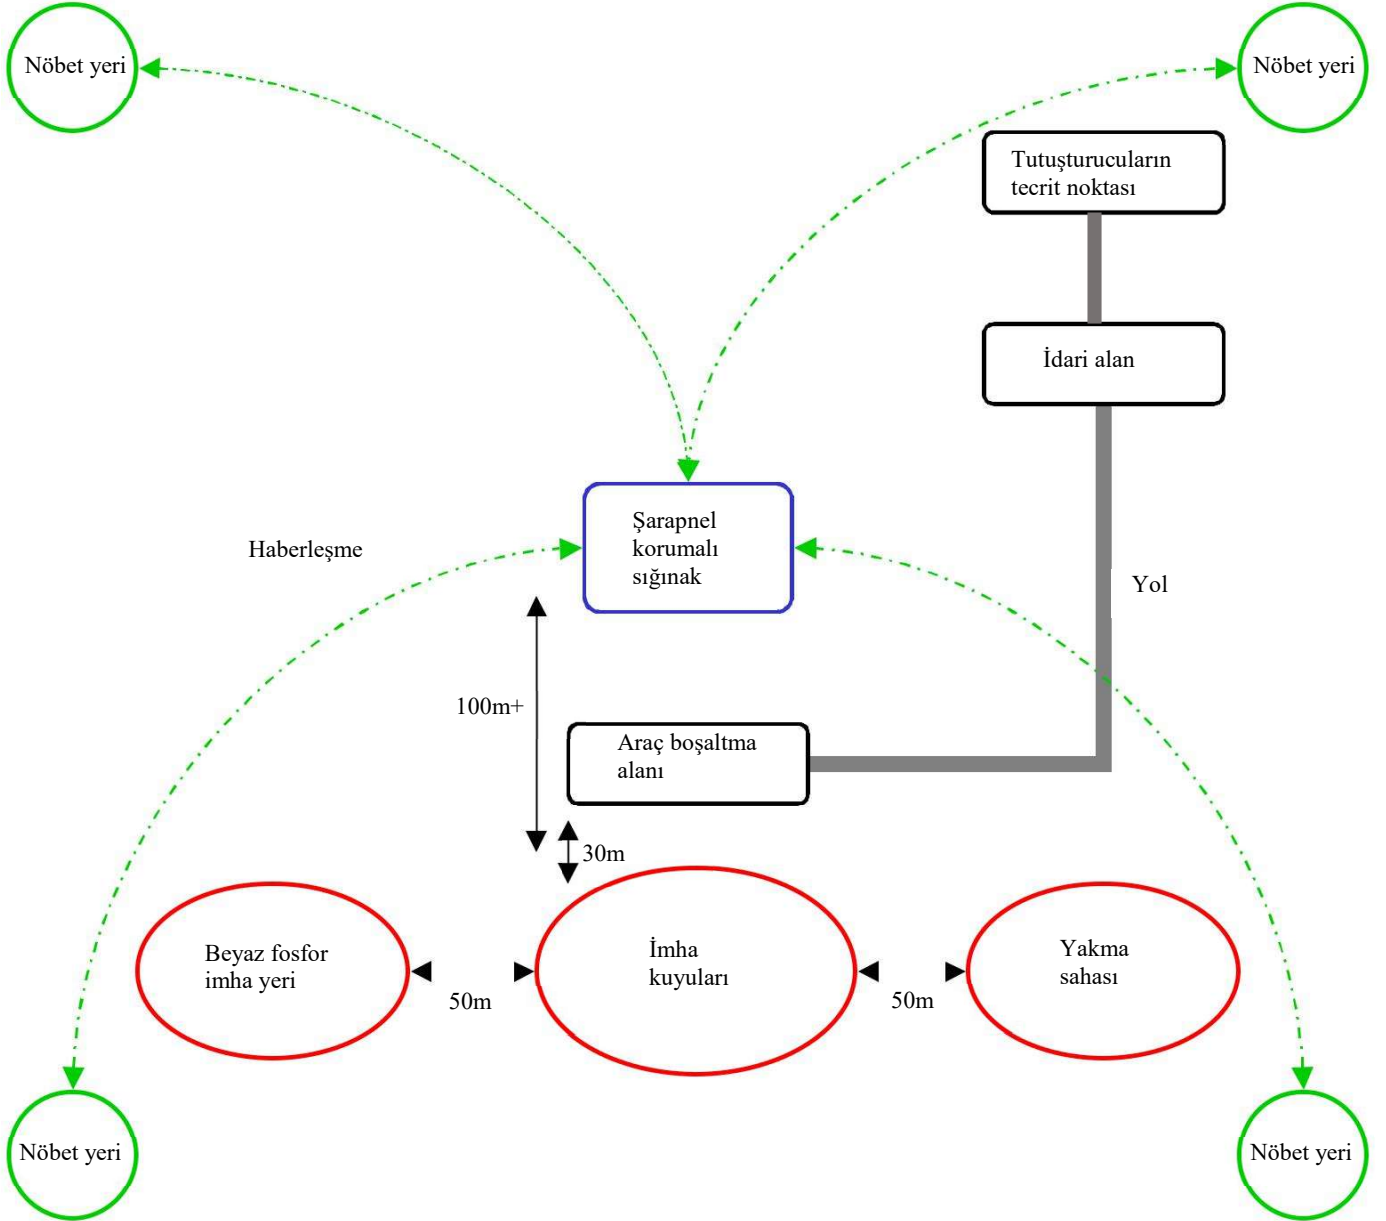 Nöbet yeri
Nöbet yeri
Tutuşturucuların
tecrit noktası
İdari alan
Şarapnel
korumalı
sığınak
Haberleşme
Yol
100m+
Araç boşaltma
alanı
30m
Beyaz fosfor
imha yeri
İmha
kuyuları
Yakma
sahası
50m
50m
Nöbet yeri
Nöbet yeri